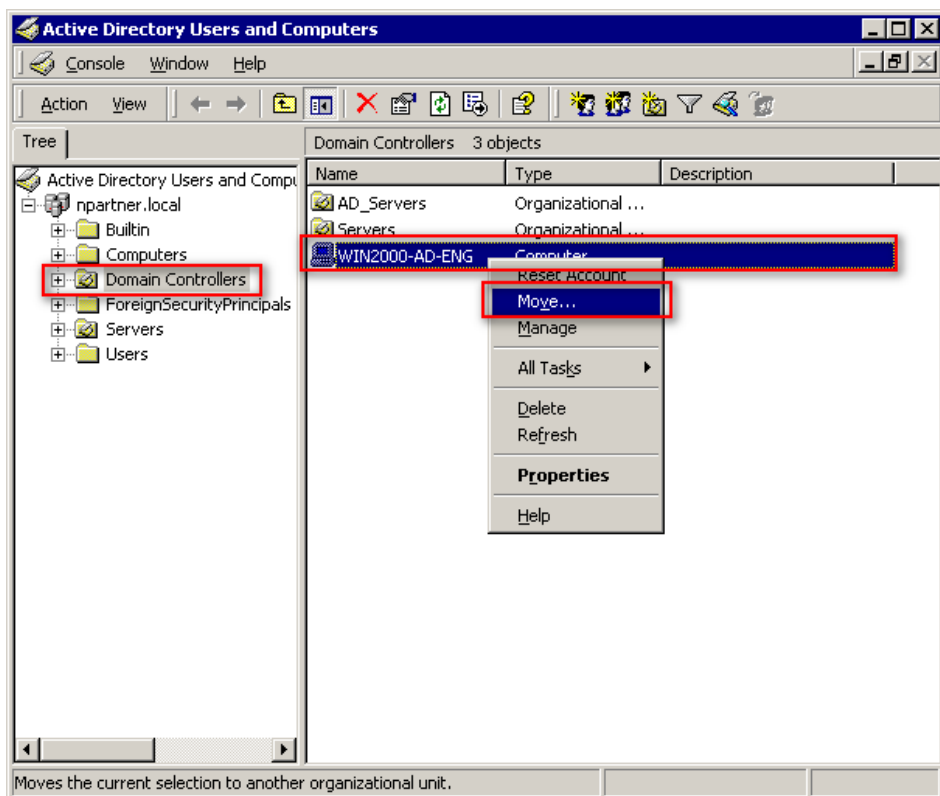 Active Directory Users and Computers
Console Window Help
Action View
Tree
Domain Controllers 3 objects
Active Directory Users and Compu
npartner.local
Builtin
Computers
Domain Controllers
ForeignSecurityPrincipals
Servers
Users
Name Type Description
AD_Servers Organizational ...
Servers Organizational ...
WIN2000-AD-ENG Computer
Reset Account
Move...
Manage
All Tasks
Delete
Refresh
Properties
Help
Moves the current selection to another organizational unit.